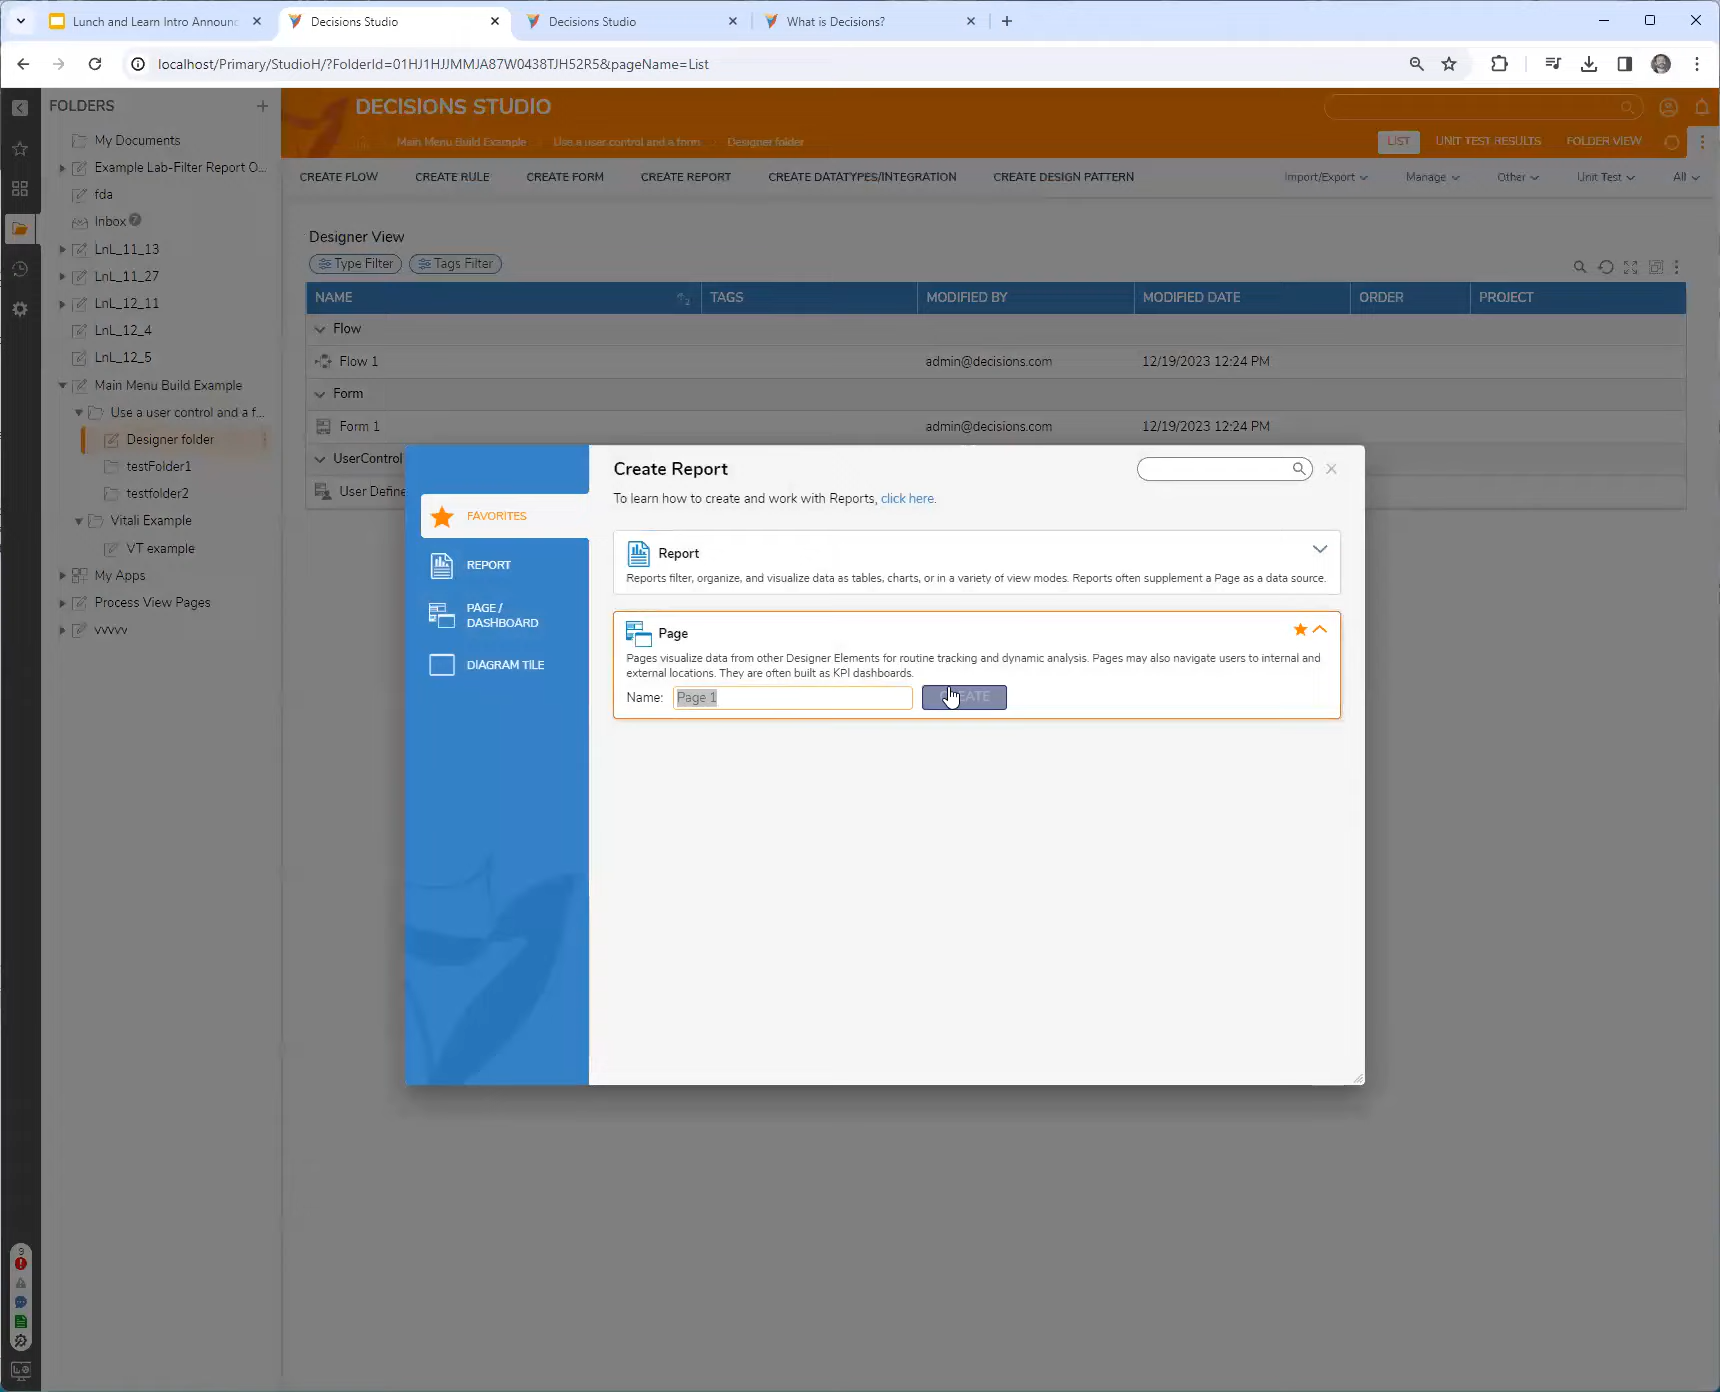 Lunch and Learn Intro Announ
Decisions Studio
Decisions Studio
What is Decisions?
localhost/Primary/StudioH/?FolderId=01HJ1HJJMMJA87W0438TJH52R5&pageName=List
FOLDERS
My Documents
Example Lab-Filter Report O...
fda
Inbox 7
LnL_11_13
LnL_11_27
LnL_12_11
LnL_12_4
LnL_12_5
Main Menu Build Example
Use a user control and a f...
Designer folder
testFolder1
testfolder2
Vitali Example
VT example
My Apps
Process View Pages
vvvvv
9
DECISIONS STUDIO
Main Menu Build Example
Use a user control and a form
Designer folder
LIST
UNIT TEST RESULTS
FOLDER VIEW
CREATE FLOW
CREATE RULE
CREATE FORM
CREATE REPORT
CREATE DATATYPES/INTEGRATION
CREATE DESIGN PATTERN
Import/Export
Manage
Other
Unit Test
All
Designer View
Type Filter
Tags Filter
NAME
TAGS
MODIFIED BY
MODIFIED DATE
ORDER
PROJECT
Flow
Flow 1
admin@decisions.com
12/19/2023 12:24 PM
Form
Form 1
admin@decisions.com
12/19/2023 12:24 PM
UserControl
User Define
FAVORITES
REPORT
PAGE /
DASHBOARD
DIAGRAM TILE
Create Report
To learn how to create and work with Reports, click here.
Report
Reports filter, organize, and visualize data as tables, charts, or in a variety of view modes. Reports often supplement a Page as a data source.
Page
Pages visualize data from other Designer Elements for routine tracking and dynamic analysis. Pages may also navigate users to internal and
external locations. They are often built as KPI dashboards.
Name:
Page 1